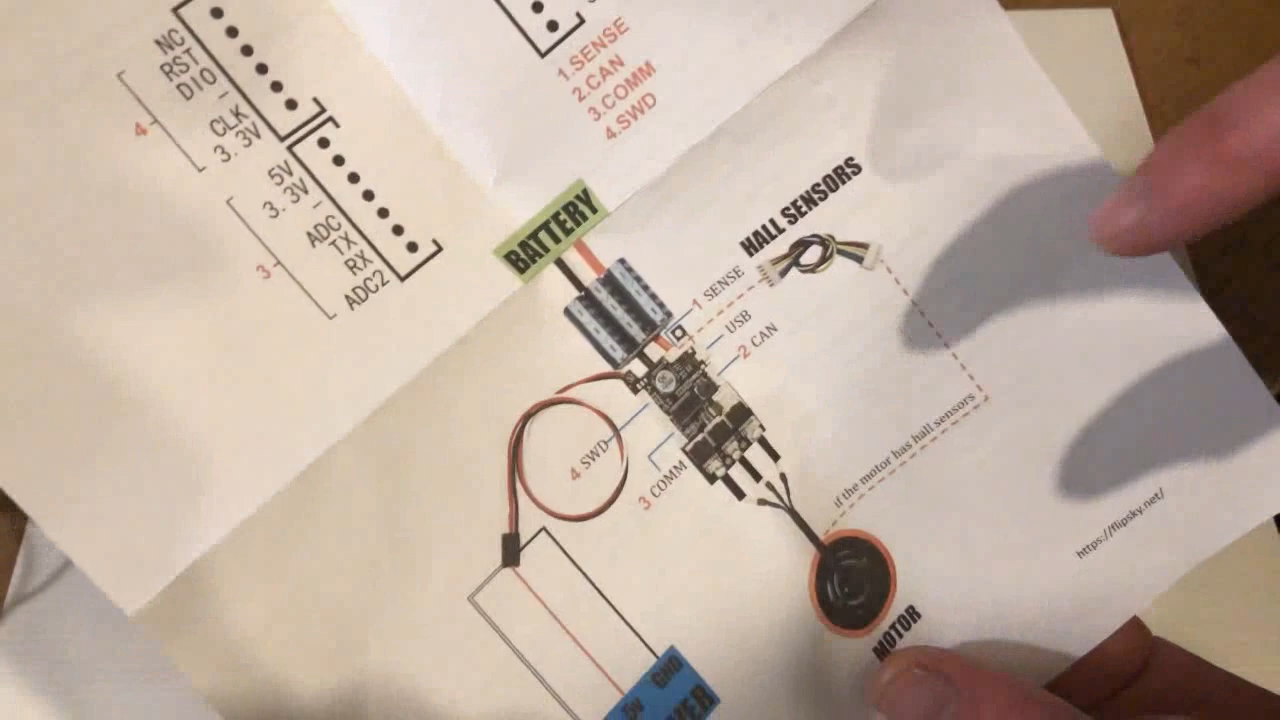 NC
RST
DIO
-
CLK
3.3V
4
5V
3.3V
-
ADC
TX
RX
ADC2
3
1.SENSE
2.CAN
3.COMM
4.SWD
BATTERY
HALL SENSORS
1 SENSE
USB
2 CAN
4 SWD
3 COMM
if the motor has hall sensors
https://flipsky.net/
MOTOR
GND
5v